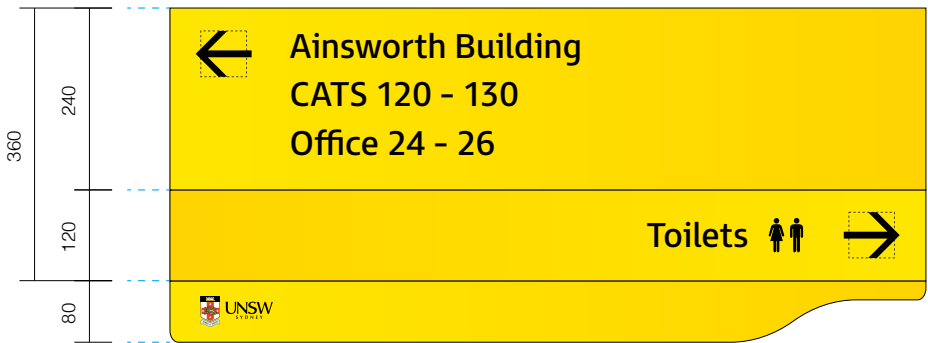 360
240
120
80
Ainsworth Building
CATS 120 - 130
Office 24 - 26
Toilets
UNSW
SYDNEY